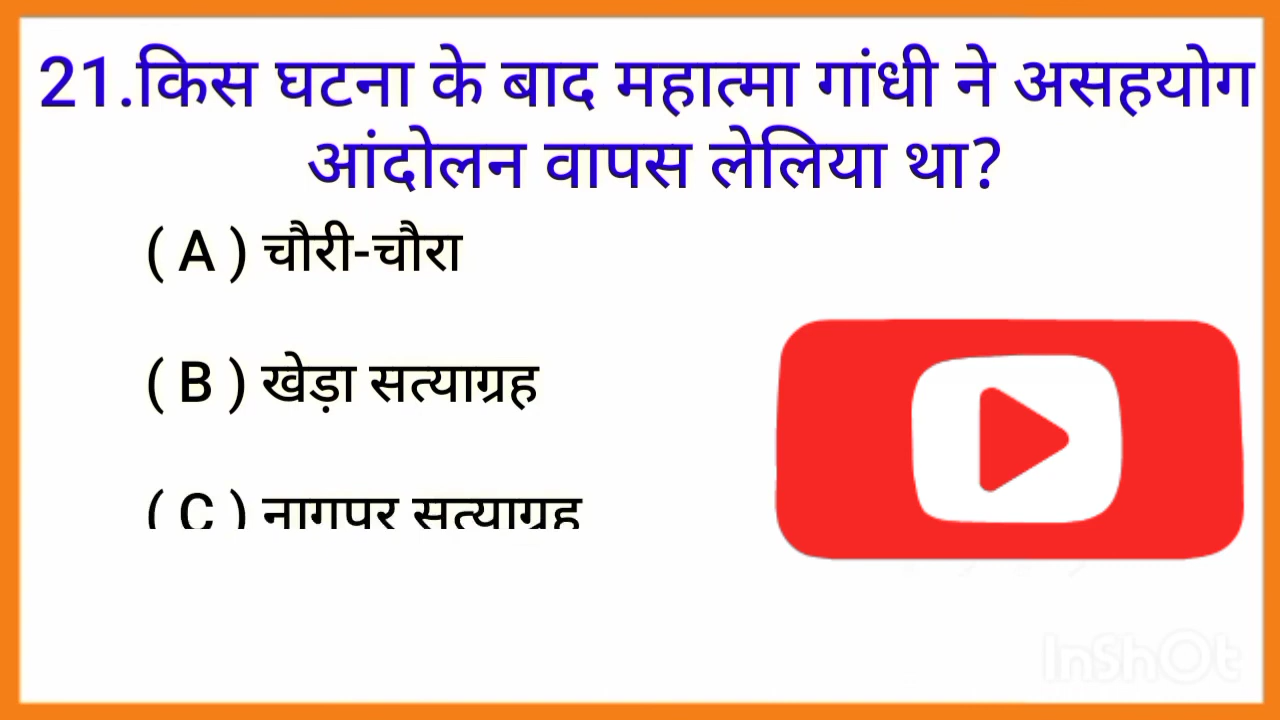 21.किस घटना के बाद महात्मा गांधी ने असहयोग
आंदोलन वापस लेलिया था?
( A ) चौरी-चौरा
( B ) खेड़ा सत्याग्रह
( C ) नागपुर सत्याग्रह
InShOt